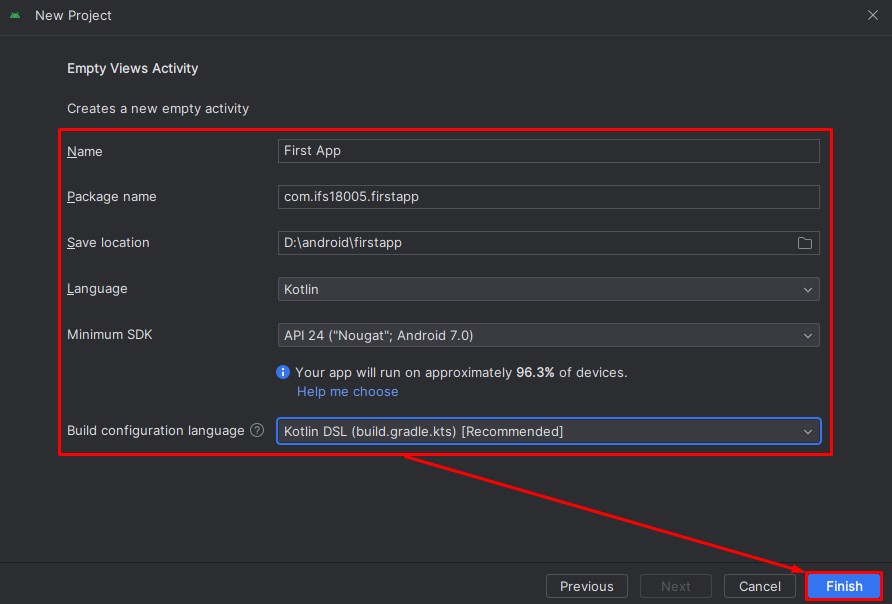 New Project
Empty Views Activity
Creates a new empty activity
Name First App
Package name com.ifs18005.firstapp
Save location D:\android\firstapp
Language Kotlin
Minimum SDK API 24 ("Nougat"; Android 7.0)
Your app will run on approximately 96.3% of devices.
Help me choose
Build configuration language Kotlin DSL (build.gradle.kts) [Recommended]
Previous Next Cancel Finish